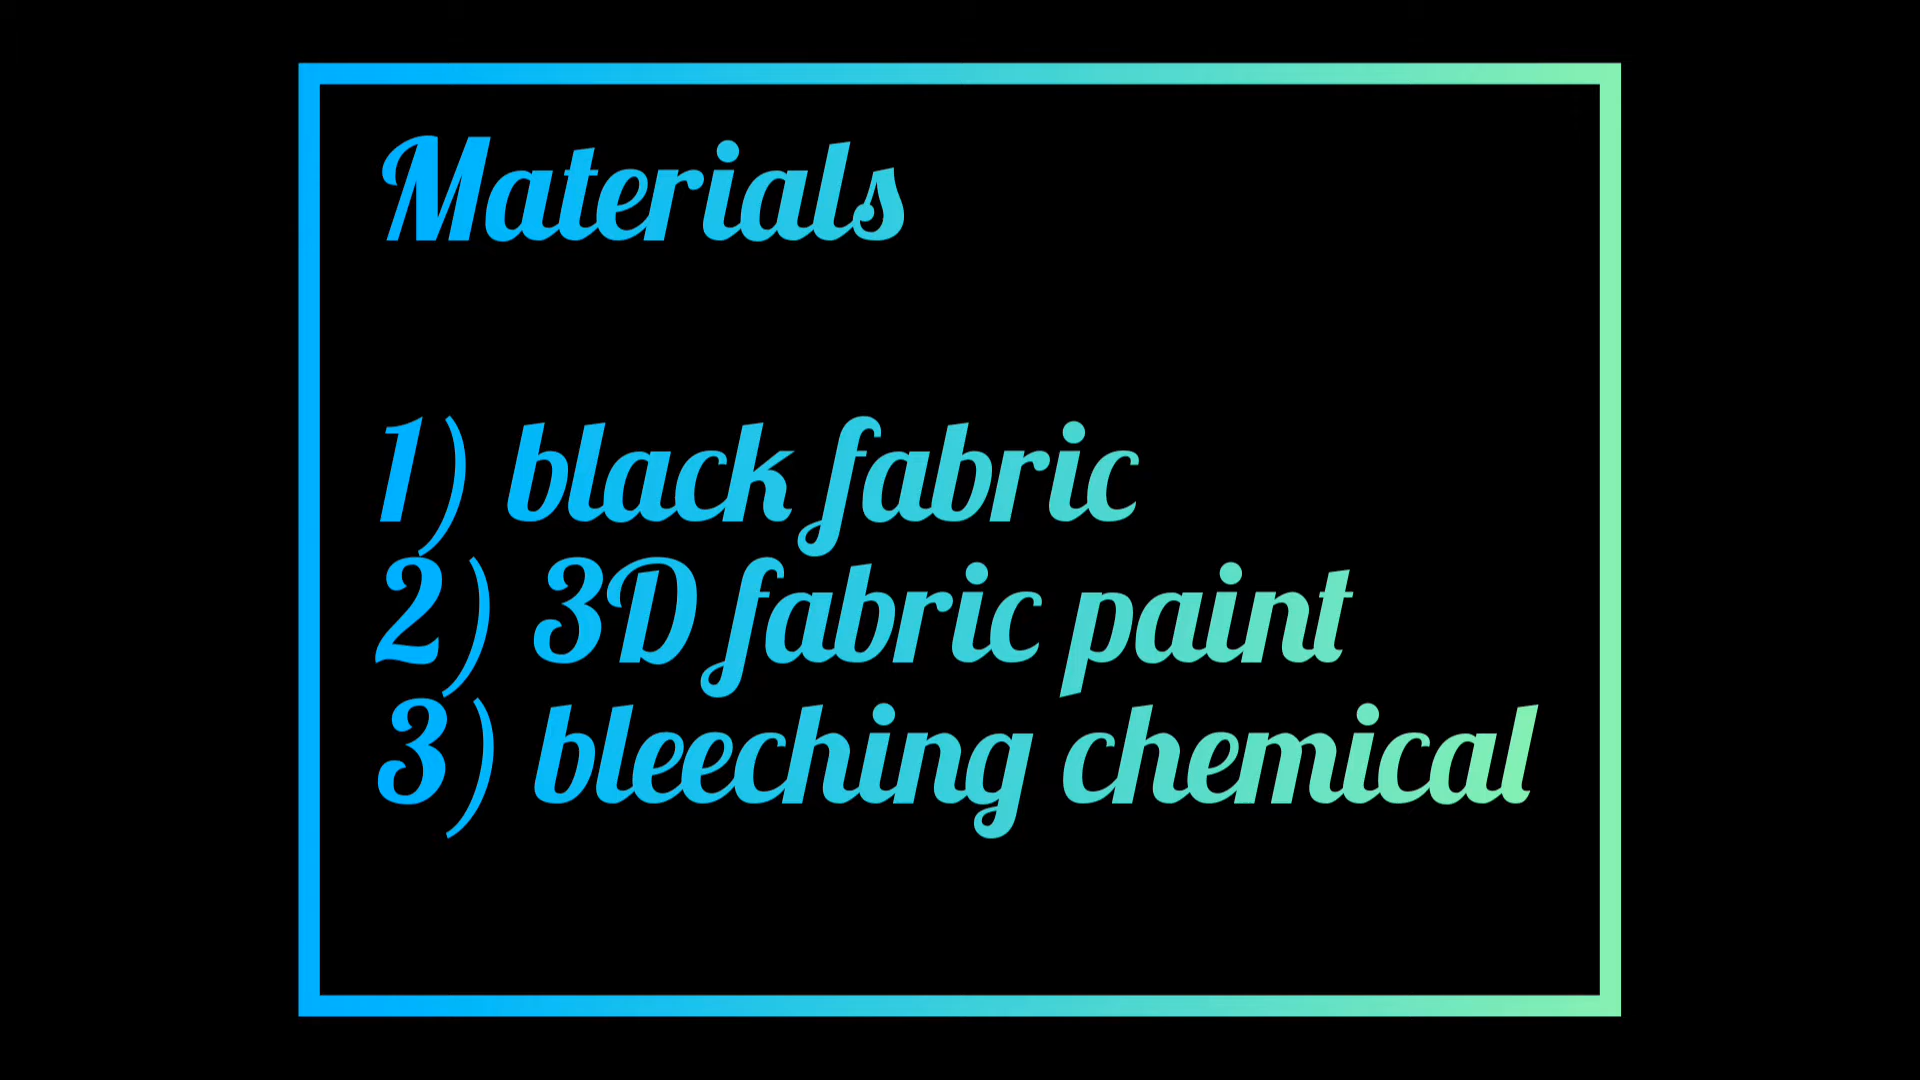 Materials
1) black fabric
2) 3D fabric paint
3) bleeching chemical